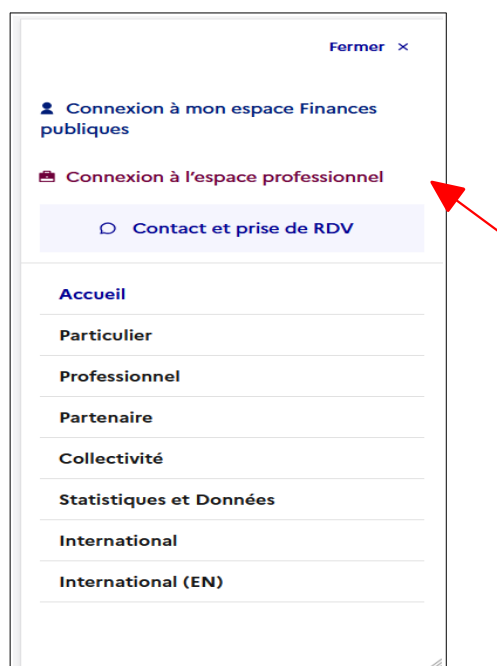 Fermer ×
Connexion à mon espace Finances
publiques
Connexion à l'espace professionnel
Contact et prise de RDV
Accueil
Particulier
Professionnel
Partenaire
Collectivité
Statistiques et Données
International
International (EN)